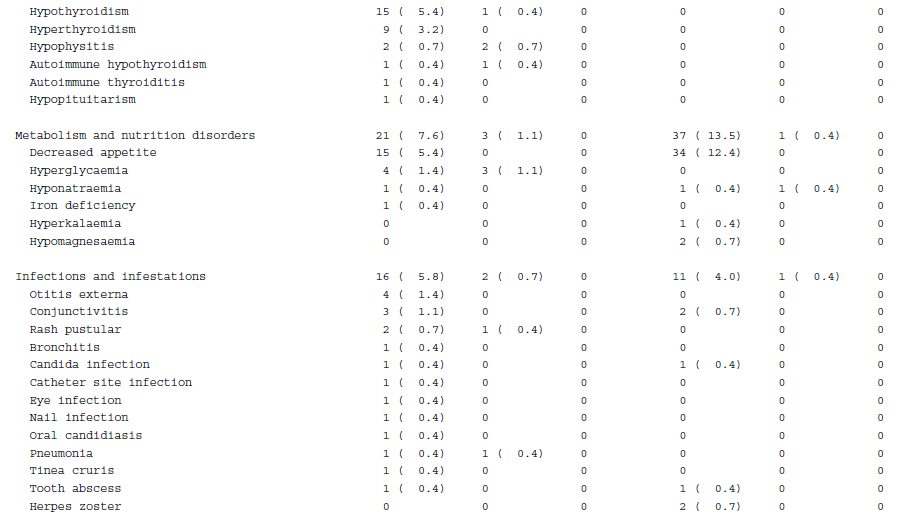 Hypothyroidism 15 ( 5.4) 1 ( 0.4) 0 0 0 0
Hyperthyroidism 9 ( 3.2) 0 0 0 0 0
Hypophysitis 2 ( 0.7) 2 ( 0.7) 0 0 0 0
Autoimmune hypothyroidism 1 ( 0.4) 1 ( 0.4) 0 0 0 0
Autoimmune thyroiditis 1 ( 0.4) 0 0 0 0 0
Hypopituitarism 1 ( 0.4) 0 0 0 0 0
Metabolism and nutrition disorders 21 ( 7.6) 3 ( 1.1) 0 37 ( 13.5) 1 ( 0.4) 0
Decreased appetite 15 ( 5.4) 0 0 34 ( 12.4) 0 0
Hyperglycaemia 4 ( 1.4) 3 ( 1.1) 0 0 0 0
Hyponatraemia 1 ( 0.4) 0 0 1 ( 0.4) 1 ( 0.4) 0
Iron deficiency 1 ( 0.4) 0 0 0 0 0
Hyperkalaemia 0 0 0 1 ( 0.4) 0 0
Hypomagnesaemia 0 0 0 2 ( 0.7) 0 0
Infections and infestations 16 ( 5.8) 2 ( 0.7) 0 11 ( 4.0) 1 ( 0.4) 0
Otitis externa 4 ( 1.4) 0 0 0 0 0
Conjunctivitis 3 ( 1.1) 0 0 2 ( 0.7) 0 0
Rash pustular 2 ( 0.7) 1 ( 0.4) 0 0 0 0
Bronchitis 1 ( 0.4) 0 0 0 0 0
Candida infection 1 ( 0.4) 0 0 1 ( 0.4) 0 0
Catheter site infection 1 ( 0.4) 0 0 0 0 0
Eye infection 1 ( 0.4) 0 0 0 0 0
Nail infection 1 ( 0.4) 0 0 0 0 0
Oral candidiasis 1 ( 0.4) 0 0 0 0 0
Pneumonia 1 ( 0.4) 1 ( 0.4) 0 0 0 0
Tinea cruris 1 ( 0.4) 0 0 0 0 0
Tooth abscess 1 ( 0.4) 0 0 1 ( 0.4) 0 0
Herpes zoster 0 0 0 2 ( 0.7) 0 0